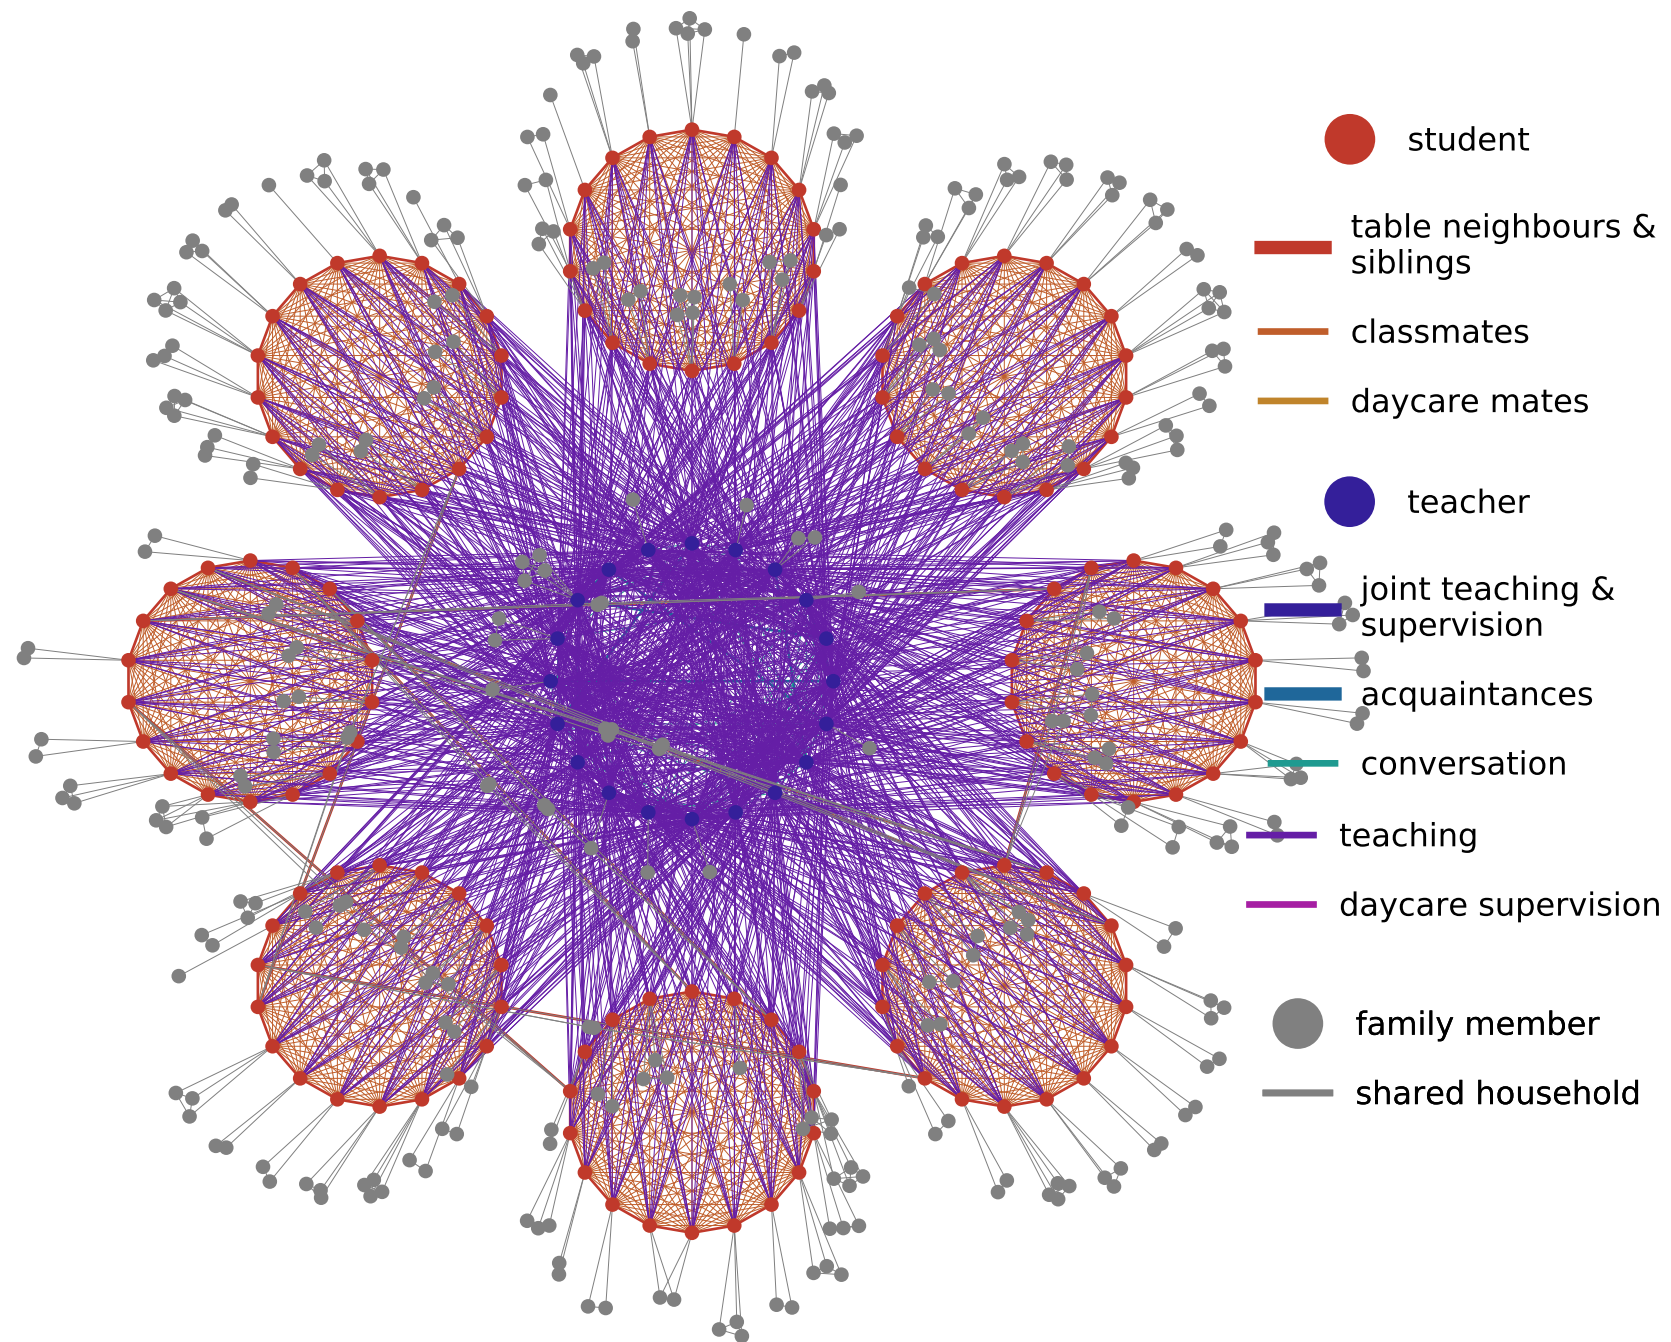 student
table neighbours &
siblings
classmates
daycare mates
teacher
joint teaching &
supervision
acquaintances
conversation
teaching
daycare supervision
family member
shared household